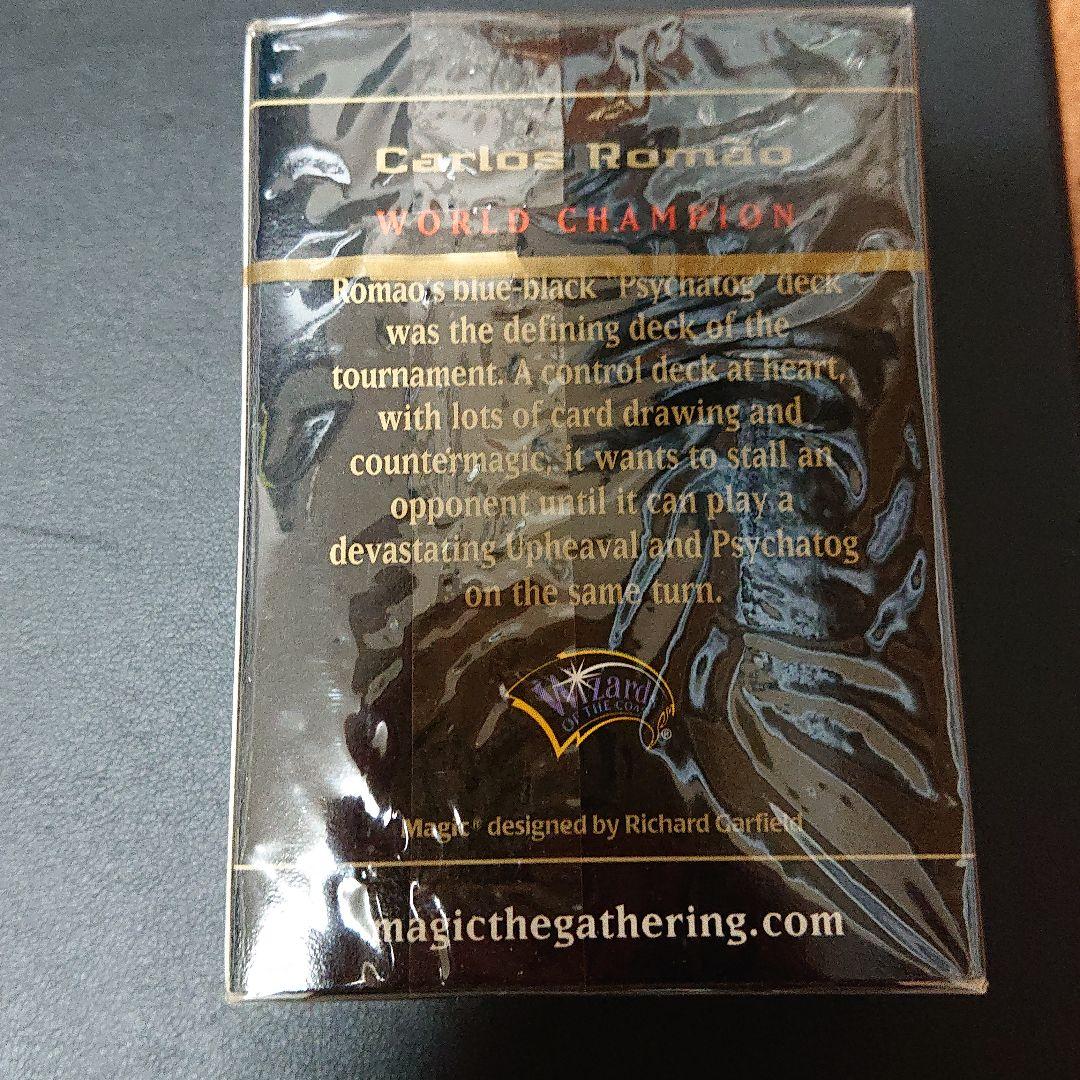 Carlos Romão
WORLD CHAMPION
Romao's blue-black "Psychatog" deck
was the defining deck of the
tournament. A control deck at heart,
with lots of card drawing and
countermagic, it wants to stall an
opponent until it can play a
devastating Upheaval and Psychatog
on the same turn.
Wizards
OF THE COAST
®
Magic® designed by Richard Garfield
magicthegathering.com